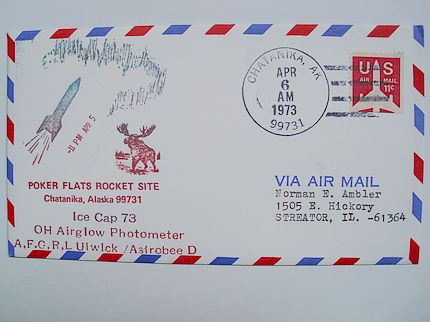 -11 PM APR 5
POKER FLATS ROCKET SITE
Chatanika, Alaska 99731
Ice Cap 73
OH Airglow Photometer
A,F,G,R,L Ulwick /Astrobee D
CHATANIKA, AK
APR
6
AM
1973
99731
US
AIR MAIL
11c
VIA AIR MAIL
Norman E. Ambler
1505 E. Hickory
STREATOR, IL. -61364